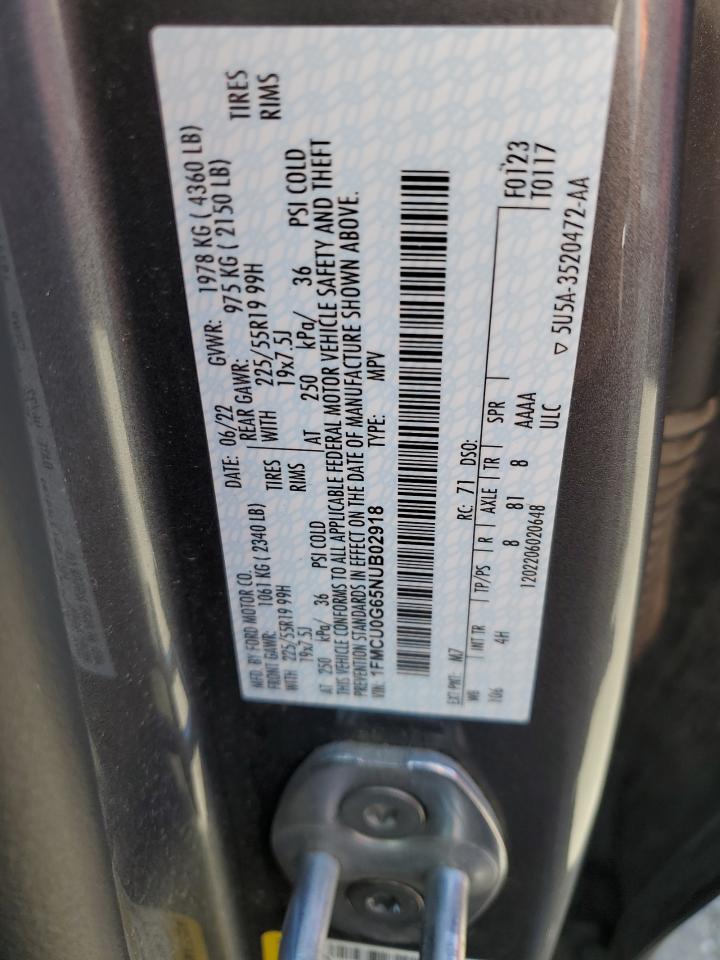 MFD. BY FORD MOTOR CO. DATE: 06/22 GVWR: 1978 KG ( 4360 LB)
FRONT GAWR: 1061 KG ( 2340 LB) REAR GAWR: 975 KG ( 2150 LB)
WITH 225/55R19 99H TIRES WITH 225/55R19 99H TIRES
19x7.5J RIMS 19x7.5J RIMS
AT 250 kPa/ 36 PSI COLD AT 250 kPa/ 36 PSI COLD
THIS VEHICLE CONFORMS TO ALL APPLICABLE FEDERAL MOTOR VEHICLE SAFETY AND THEFT
PREVENTION STANDARDS IN EFFECT ON THE DATE OF MANUFACTURE SHOWN ABOVE.
VIN: 1FMCU0G65NUB02918 TYPE: MPV
EXT PNT: M7 RC: 71 DSO:
WB INT TR TP/PS R AXLE TR SPR F0123
106 4H 8 81 8 AAAA T0117
1202206020648 ULC
▽ 5U5A-3520472-AA